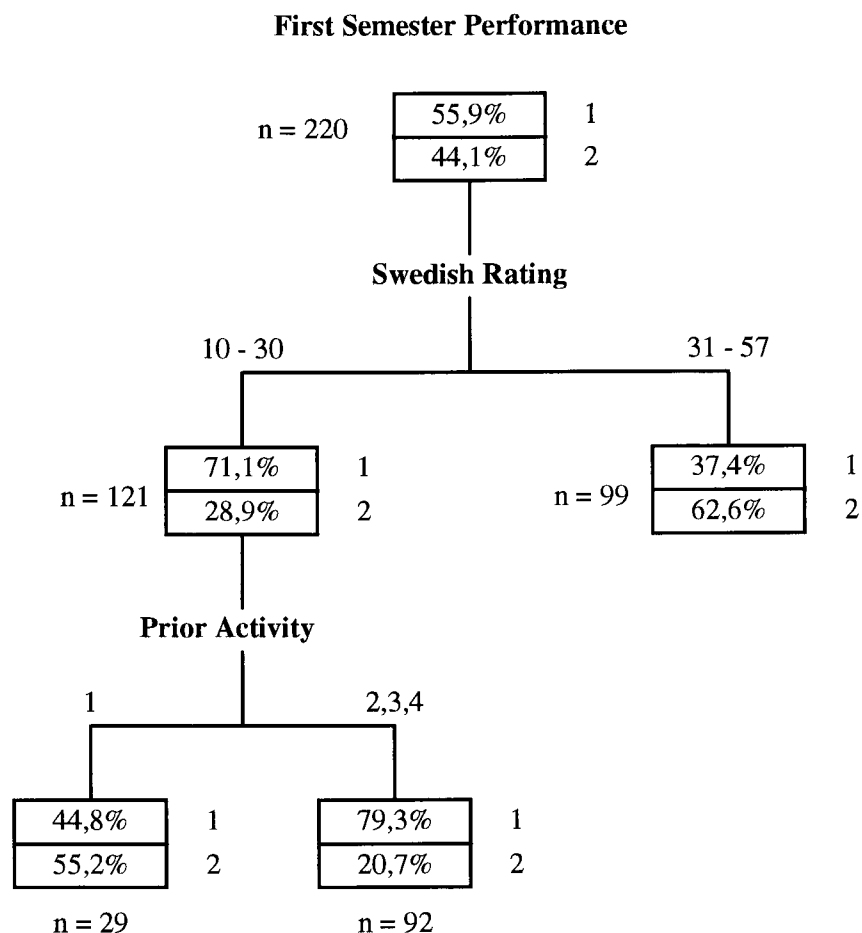 First Semester Performance
n = 220
55,9% 1
44,1% 2
Swedish Rating
10 - 30
31 - 57
n = 121
71,1% 1
28,9% 2
n = 99
37,4% 1
62,6% 2
Prior Activity
1
2,3,4
44,8% 1
55,2% 2
79,3% 1
20,7% 2
n = 29
n = 92